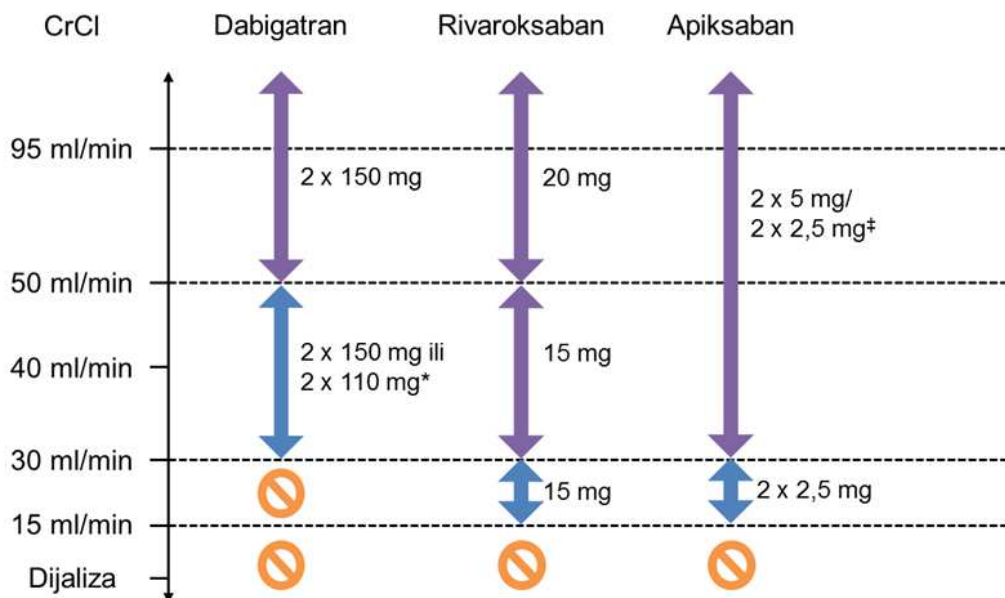 CrCl Dabigatran Rivaroksaban Apiksaban
95 ml/min
2 x 150 mg 20 mg 2 x 5 mg/
2 x 2,5 mg‡
50 ml/min
2 x 150 mg ili 15 mg
40 ml/min 2 x 110 mg*
30 ml/min
15 mg 2 x 2,5 mg
15 ml/min
Dijaliza